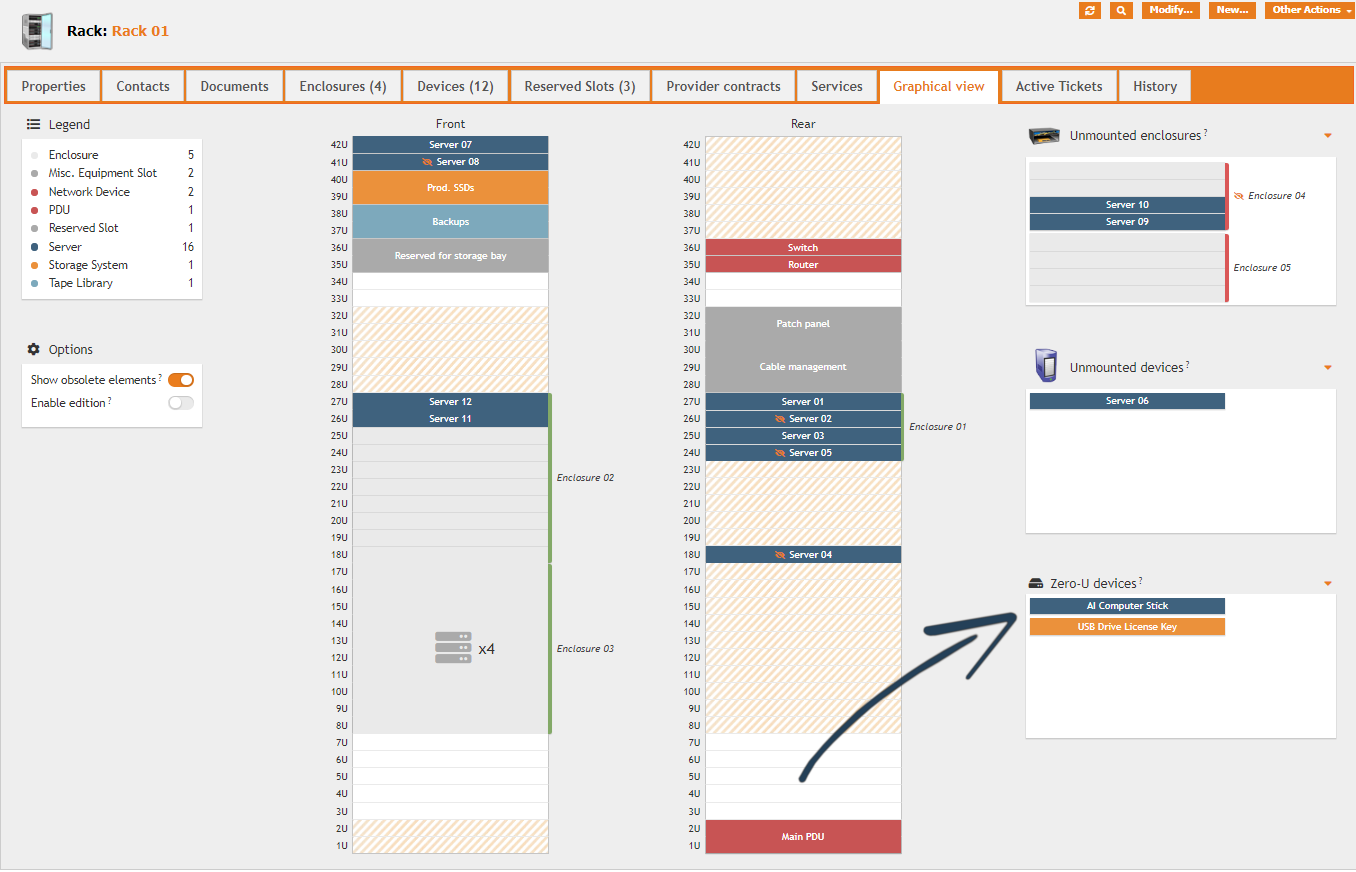 Rack: Rack 01
Modify...
New...
Other Actions
Properties
Contacts
Documents
Enclosures (4)
Devices (12)
Reserved Slots (3)
Provider contracts
Services
Graphical view
Active Tickets
History
Legend
Enclosure 5
Misc. Equipment Slot 2
Network Device 2
PDU 1
Reserved Slot 1
Server 16
Storage System 1
Tape Library 1
Options
Show obsolete elements ?
Enable edition ?
Front
42U Server 07
41U Server 08
40U
Prod. SSDs
39U
38U
Backups
37U
36U
Reserved for storage bay
35U
34U
33U
32U
31U
30U
29U
28U
27U Server 12
26U Server 11
25U
24U
23U
Enclosure 02
22U
21U
20U
19U
18U
17U
16U
15U
14U
13U
x4
Enclosure 03
12U
11U
10U
9U
8U
7U
6U
5U
4U
3U
2U
1U
Rear
42U
41U
40U
39U
38U
37U
36U Switch
35U Router
34U
33U
32U
Patch panel
31U
30U
29U Cable management
28U
27U Server 01
26U Server 02
Enclosure 01
25U Server 03
24U Server 05
23U
22U
21U
20U
19U
18U Server 04
17U
16U
15U
14U
13U
12U
11U
10U
9U
8U
7U
6U
5U
4U
3U
2U
Main PDU
1U
Unmounted enclosures ?
Enclosure 04
Server 10
Server 09
Enclosure 05
Unmounted devices ?
Server 06
Zero-U devices ?
AI Computer Stick
USB Drive License Key